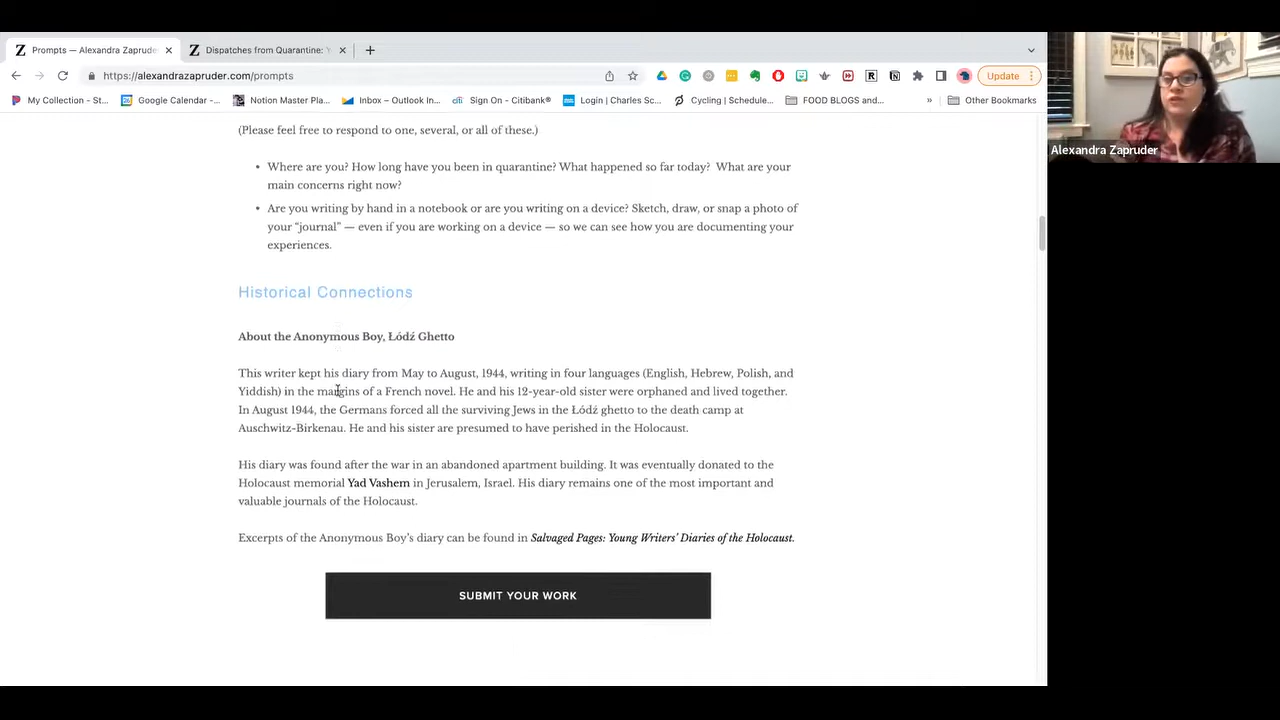 Prompts — Alexandra Zaprude
Dispatches from Quarantine: Y
https://alexandrazapruder.com/prompts
Update
My Collection - St...
Google Calendar -...
Notion Master Pla...
Inbox – Outlook In...
Sign On - Citibank®
Login | Charles Sc...
Cycling | Schedule...
FOOD BLOGS and...
»
Other Bookmarks
Alexandra Zapruder
(Please feel free to respond to one, several, or all of these.)
• Where are you? How long have you been in quarantine? What happened so far today? What are your
main concerns right now?
• Are you writing by hand in a notebook or are you writing on a device? Sketch, draw, or snap a photo of
your “journal” — even if you are working on a device — so we can see how you are documenting your
experiences.
Historical Connections
About the Anonymous Boy, Łódź Ghetto
This writer kept his diary from May to August, 1944, writing in four languages (English, Hebrew, Polish, and
Yiddish) in the margins of a French novel. He and his 12-year-old sister were orphaned and lived together.
In August 1944, the Germans forced all the surviving Jews in the Łódź ghetto to the death camp at
Auschwitz-Birkenau. He and his sister are presumed to have perished in the Holocaust.
His diary was found after the war in an abandoned apartment building. It was eventually donated to the
Holocaust memorial Yad Vashem in Jerusalem, Israel. His diary remains one of the most important and
valuable journals of the Holocaust.
Excerpts of the Anonymous Boy’s diary can be found in Salvaged Pages: Young Writers’ Diaries of the Holocaust.
SUBMIT YOUR WORK